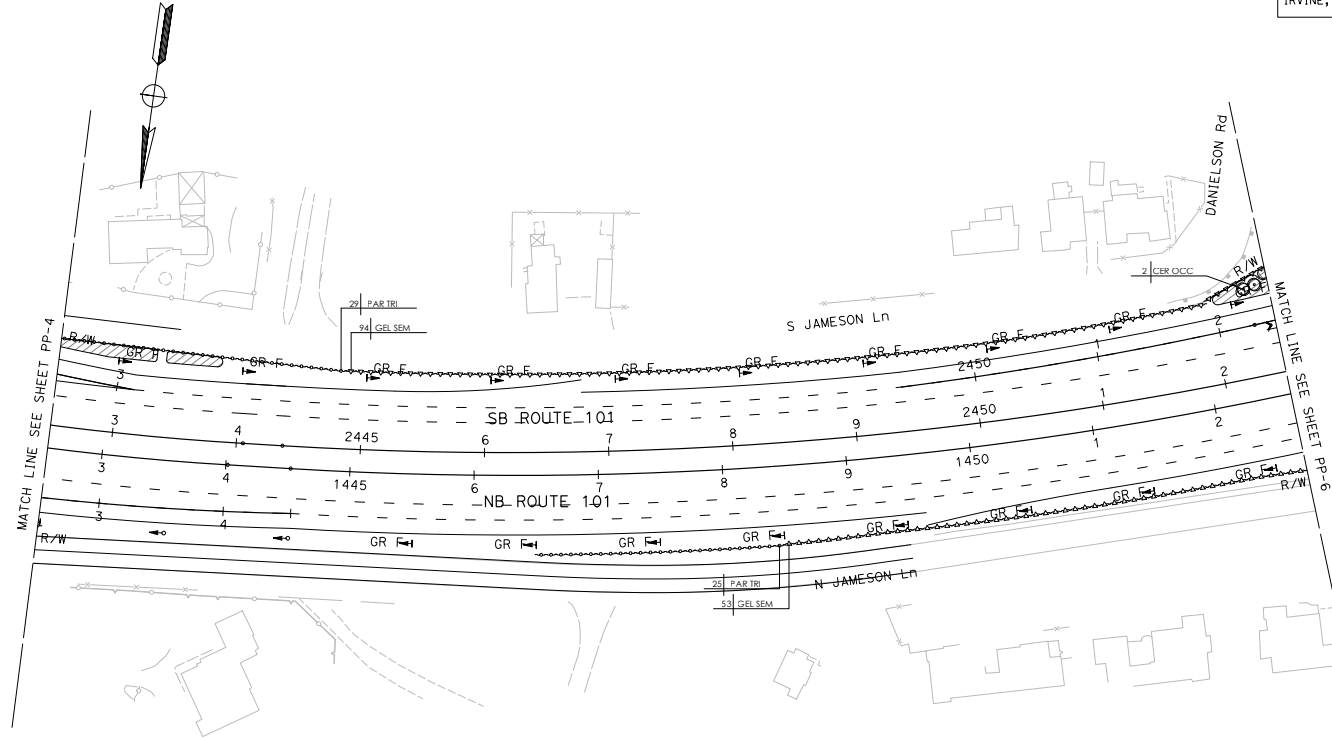 IRVINE,
DANIELSON Rd
2 CER OCC
R/W
29 PAR TRI
94 GEL SEM
S JAMESON Ln
MATCH LINE SEE SHEET PP-4
MATCH LINE SEE SHEET PP-6
R/W
GR F
GR F
GR F
GR F
GR F
GR F
GR F
GR F
GR F
3
2450
1
2
SB ROUTE 101
3
4
2445
6
7
8
9
2450
1
2
3
4
1445
6
7
8
9
1450
1
2
NB ROUTE 101
3
4
R/W
GR F
GR F
GR F
GR F
GR F
GR F
GR F
GR F
R/W
25 PAR TRI
53 GEL SEM
N JAMESON Ln